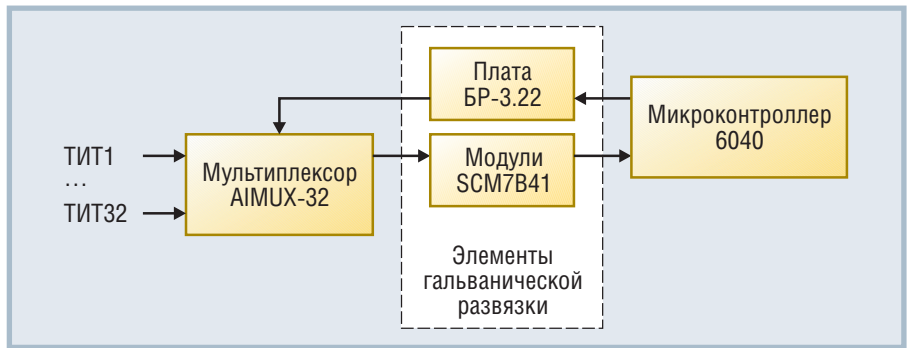 ТИТ1
...
ТИТ32
Мультиплексор
AIMUX-32
Плата
БР-3.22
Модули
SCM7B41
Элементы
гальванической
развязки
Микроконтроллер
6040